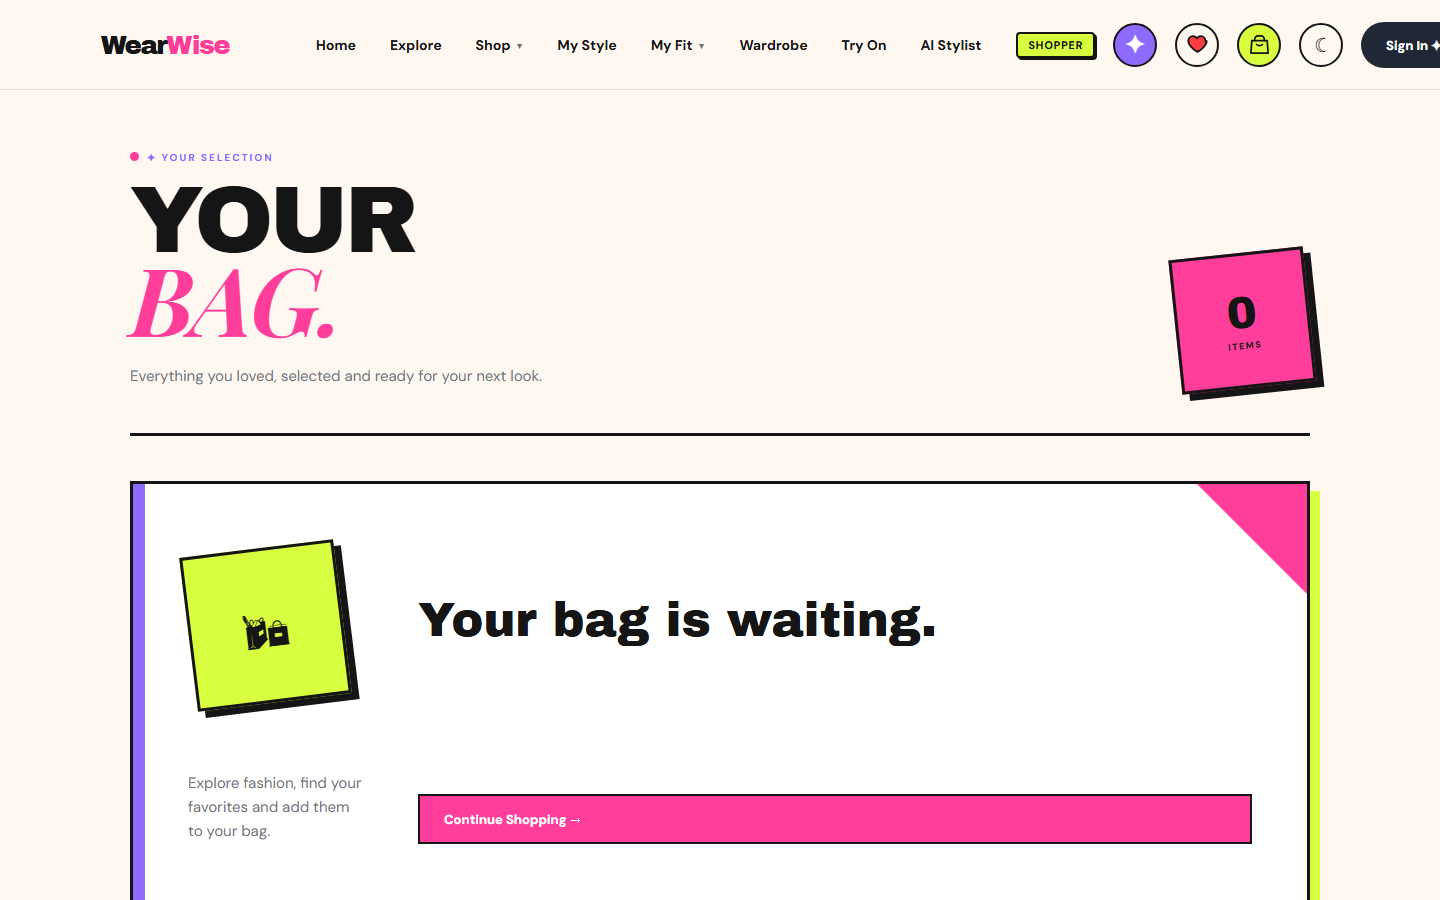 WearWise
Home Explore Shop ▾ My Style My Fit ▾ Wardrobe Try On AI Stylist SHOPPER Sign In ✦
✦ YOUR SELECTION
YOUR
BAG.
Everything you loved, selected and ready for your next look.
0
ITEMS
Your bag is waiting.
Explore fashion, find your
favorites and add them
to your bag.
Continue Shopping →